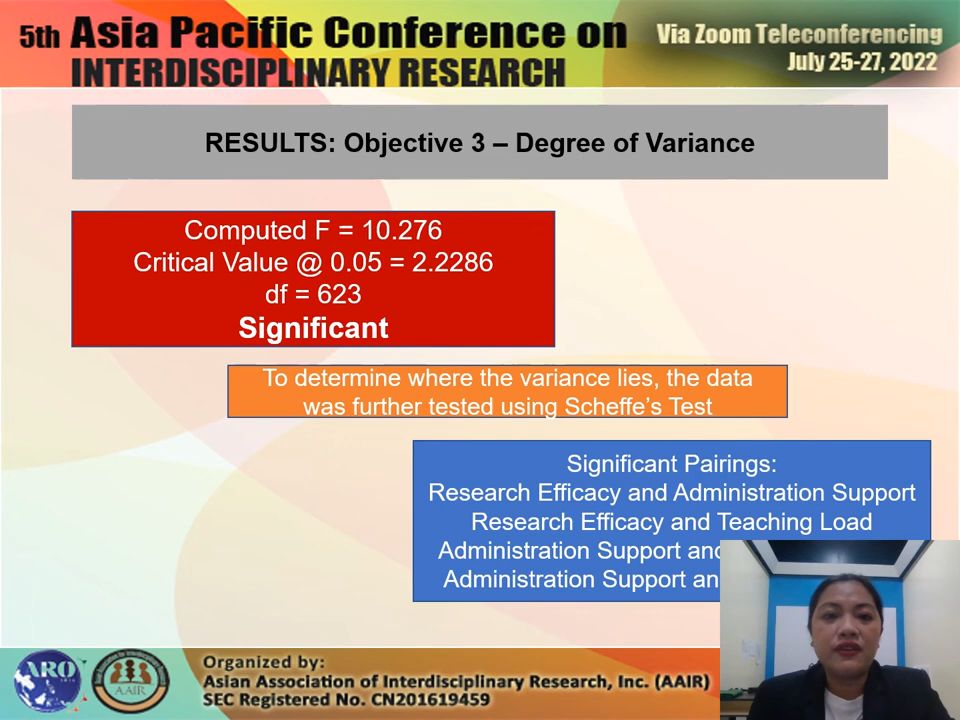 5th Asia Pacific Conference on
INTERDISCIPLINARY RESEARCH
Via Zoom Teleconferencing
July 25-27, 2022
RESULTS: Objective 3 – Degree of Variance
Computed F = 10.276
Critical Value @ 0.05 = 2.2286
df = 623
Significant
To determine where the variance lies, the data
was further tested using Scheffe's Test
Significant Pairings:
Research Efficacy and Administration Support
Research Efficacy and Teaching Load
Administration Support and
Administration Support an
ARO
AAIR
Organized by:
Asian Association of Interdisciplinary Research, Inc. (AAIR)
SEC Registered No. CN201619459